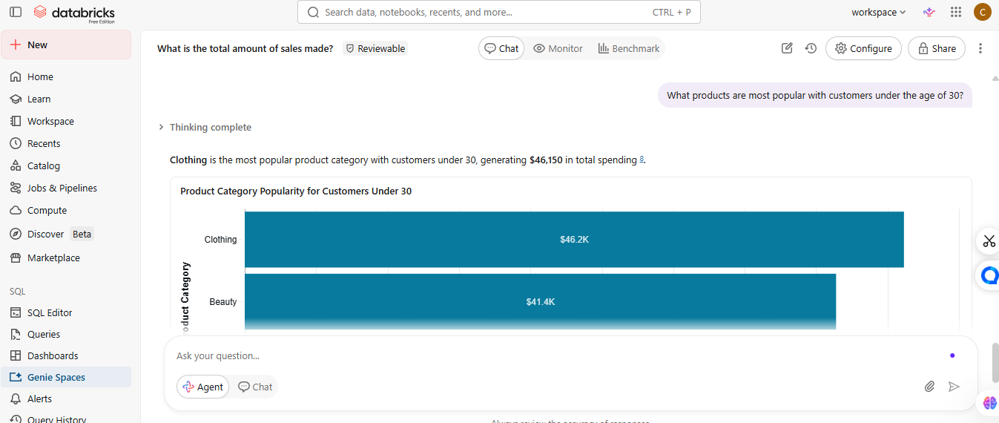 databricks
Free Edition
Search data, notebooks, recents, and more...
CTRL + P
workspace
C
New
Home
Learn
Workspace
Recents
Catalog
Jobs & Pipelines
Compute
Discover Beta
Marketplace
SQL
SQL Editor
Queries
Dashboards
Genie Spaces
Alerts
Query History
What is the total amount of sales made?
Reviewable
Chat
Monitor
Benchmark
Configure
Share
What products are most popular with customers under the age of 30?
Thinking complete
Clothing is the most popular product category with customers under 30, generating $46,150 in total spending 8.
Product Category Popularity for Customers Under 30
Product Category
Clothing
$46.2K
Beauty
$41.4K
Ask your question...
Agent
Chat
Always review the accuracy of responses